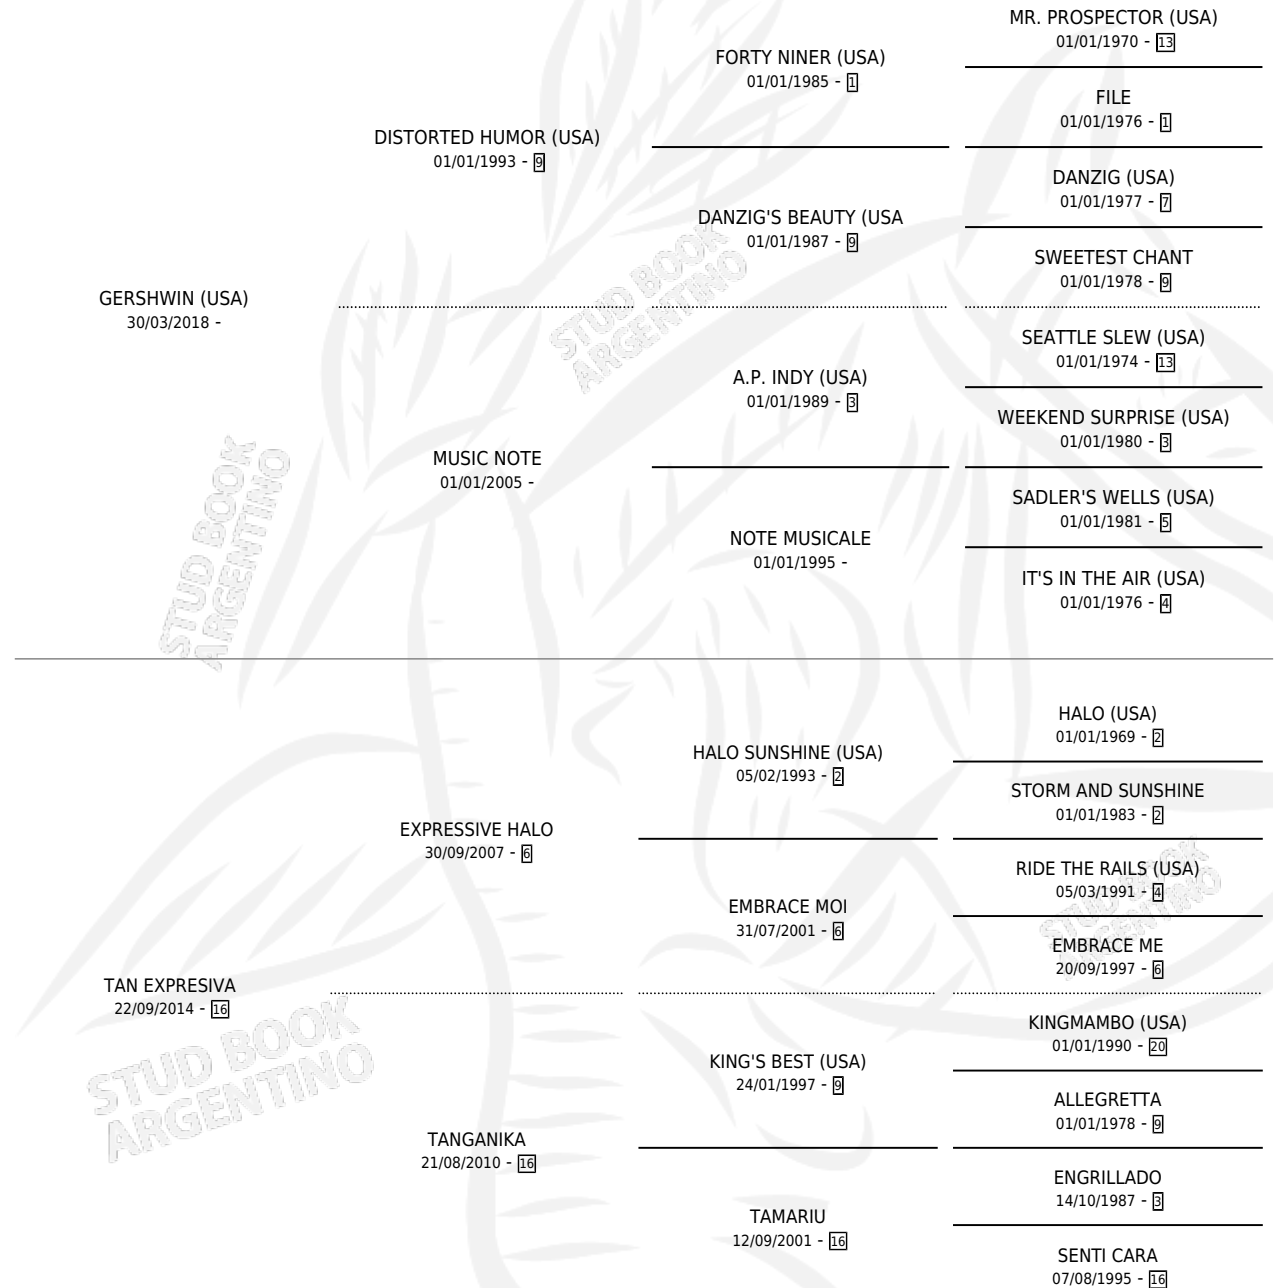 MR. PROSPECTOR (USA)
01/01/1970 - 13
FORTY NINER (USA)
01/01/1985 - 1
FILE
01/01/1976 - 1
DISTORTED HUMOR (USA)
01/01/1993 - 9
DANZIG (USA)
01/01/1977 - 7
DANZIG'S BEAUTY (USA
01/01/1987 - 9
SWEETEST CHANT
01/01/1978 - 9
GERSHWIN (USA)
30/03/2018 -
SEATTLE SLEW (USA)
01/01/1974 - 13
A.P. INDY (USA)
01/01/1989 - 3
WEEKEND SURPRISE (USA)
01/01/1980 - 3
MUSIC NOTE
01/01/2005 -
SADLER'S WELLS (USA)
01/01/1981 - 5
NOTE MUSICALE
01/01/1995 -
IT'S IN THE AIR (USA)
01/01/1976 - 4
HALO (USA)
01/01/1969 - 2
HALO SUNSHINE (USA)
05/02/1993 - 2
STORM AND SUNSHINE
01/01/1983 - 2
EXPRESSIVE HALO
30/09/2007 - 6
RIDE THE RAILS (USA)
05/03/1991 - 4
EMBRACE MOI
31/07/2001 - 6
EMBRACE ME
20/09/1997 - 6
TAN EXPRESIVA
22/09/2014 - 16
KINGMAMBO (USA)
01/01/1990 - 20
KING'S BEST (USA)
24/01/1997 - 9
ALLEGRETTA
01/01/1978 - 9
TANGANIKA
21/08/2010 - 16
ENGRILLADO
14/10/1987 - 3
TAMARIU
12/09/2001 - 16
SENTI CARA
07/08/1995 - 16
STUD BOOK
ARGENTINO
STUD BOOK
ARGENTINO
STUD BOOK
ARGENTINO
STUD BOOK
ARGENTINO